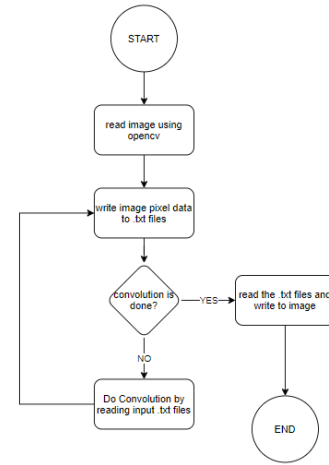 START
read image using
opencv
write image pixel data
to .txt files
convolution is
done?
YES
read the .txt files and
write to image
NO
Do Convolution by
reading input .txt files
END